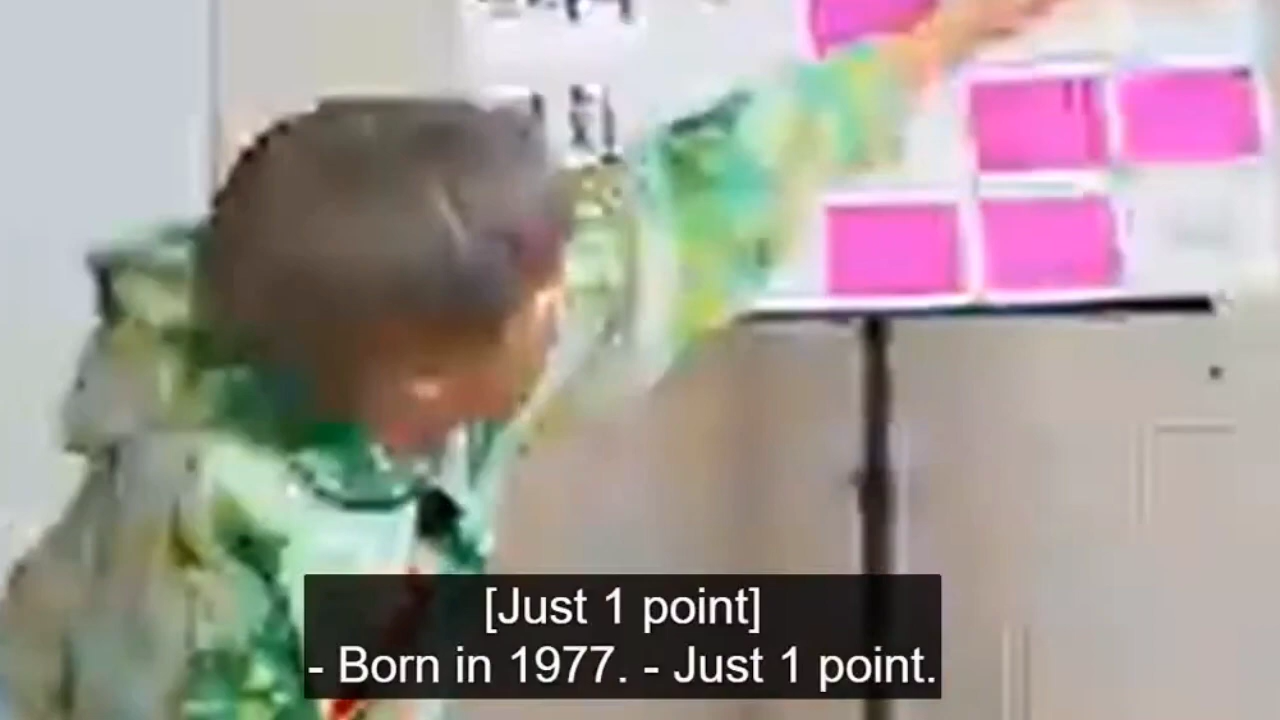 [Just 1 point]
- Born in 1977. - Just 1 point.